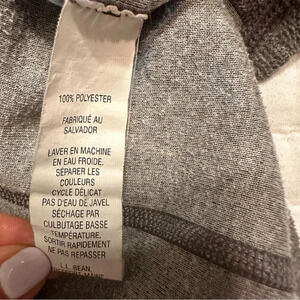 100% POLYESTER
FABRIQUÉ AU
SALVADOR
LAVER EN MACHINE
EN EAU FROIDE.
SÉPARER LES
COULEURS
CYCLE DÉLICAT
PAS D'EAU DE JAVEL
SÉCHAGE PAR
CULBUTAGE BASSE
TEMPÉRATURE,
SORTIR RAPIDEMENT
NE PAS REPASSER
L.L. BEAN,
MAINE